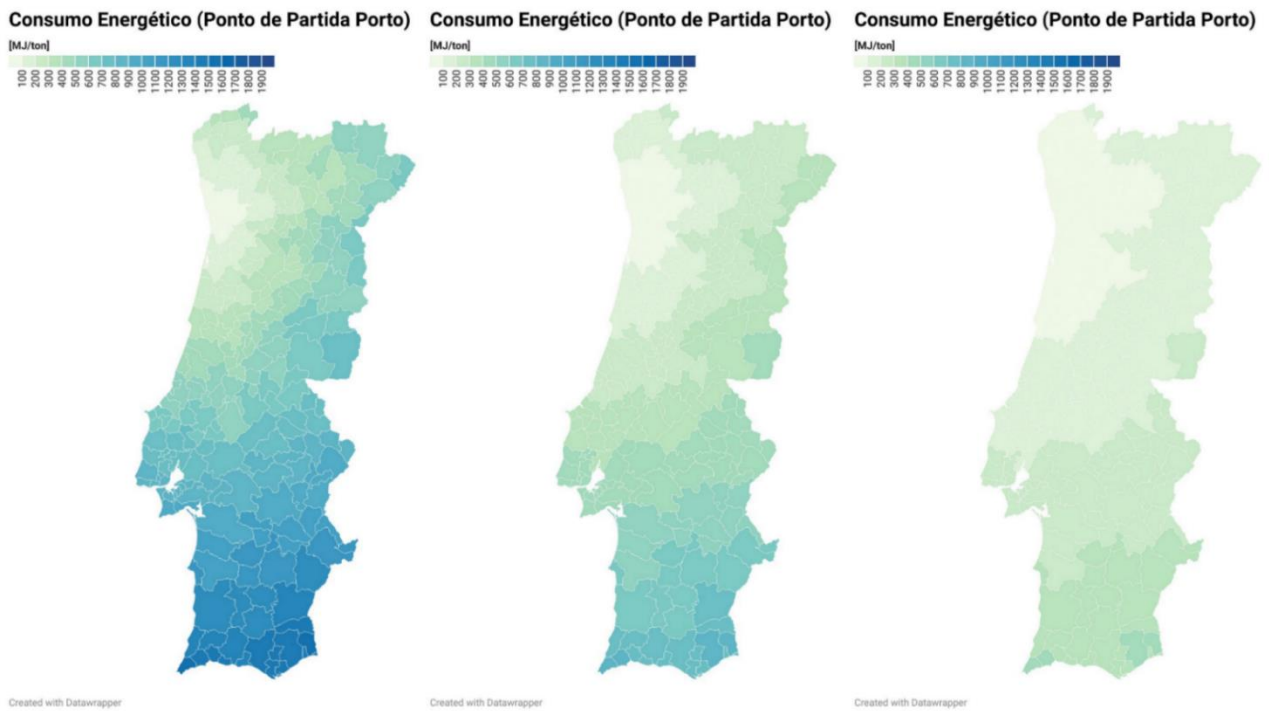 Consumo Energético (Ponto de Partida Porto)
[MJ/ton]
100 200 300 400 500 600 700 800 900 1000 1100 1200 1300 1400 1500 1600 1700 1800 1900
Created with Datawrapper
Consumo Energético (Ponto de Partida Porto)
[MJ/ton]
100 200 300 400 500 600 700 800 900 1000 1100 1200 1300 1400 1500 1600 1700 1800 1900
Created with Datawrapper
Consumo Energético (Ponto de Partida Porto)
[MJ/ton]
100 200 300 400 500 600 700 800 900 1000 1100 1200 1300 1400 1500 1600 1700 1800 1900
Created with Datawrapper